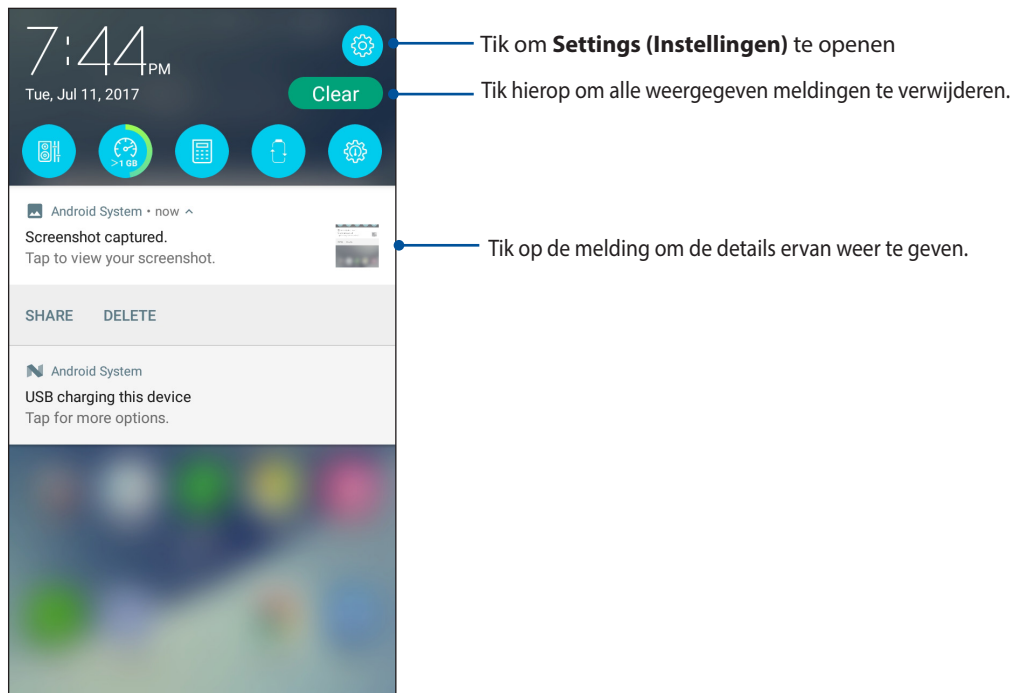 7:44 PM
Tik om Settings (Instellingen) te openen
Tue, Jul 11, 2017
Clear
Tik hierop om alle weergegeven meldingen te verwijderen.
>1 GB
Android System • now
Screenshot captured.
Tap to view your screenshot.
Tik op de melding om de details ervan weer te geven.
SHARE DELETE
Android System
USB charging this device
Tap for more options.